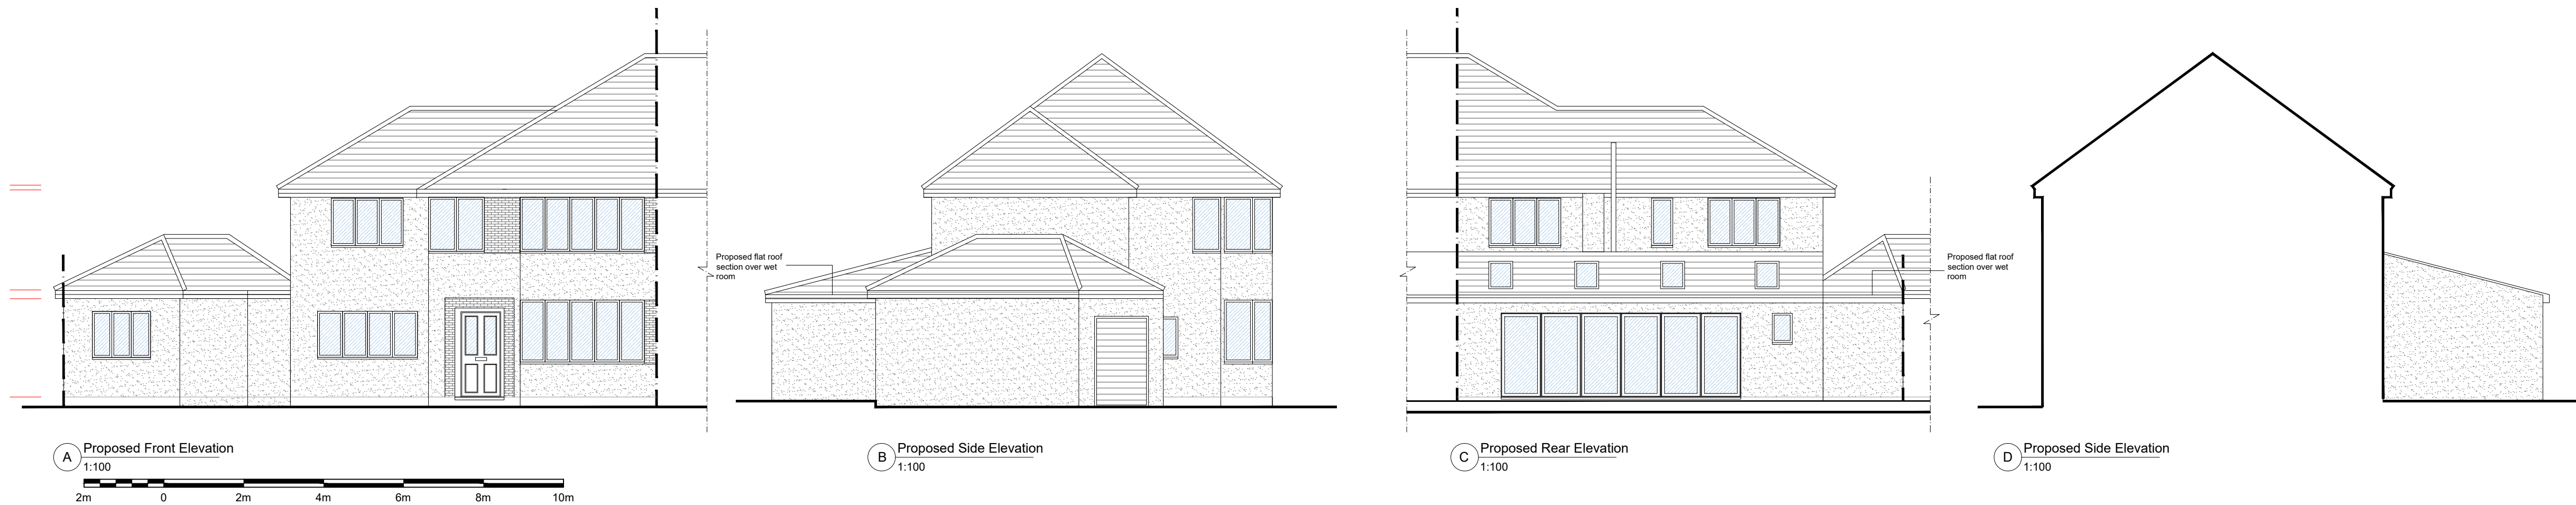 Proposed flat roof
section over wet
room
Proposed flat roof
section over wet
room
A
Proposed Front Elevation
1:100
2m 0 2m 4m 6m 8m 10m
B
Proposed Side Elevation
1:100
C
Proposed Rear Elevation
1:100
D
Proposed Side Elevation
1:100